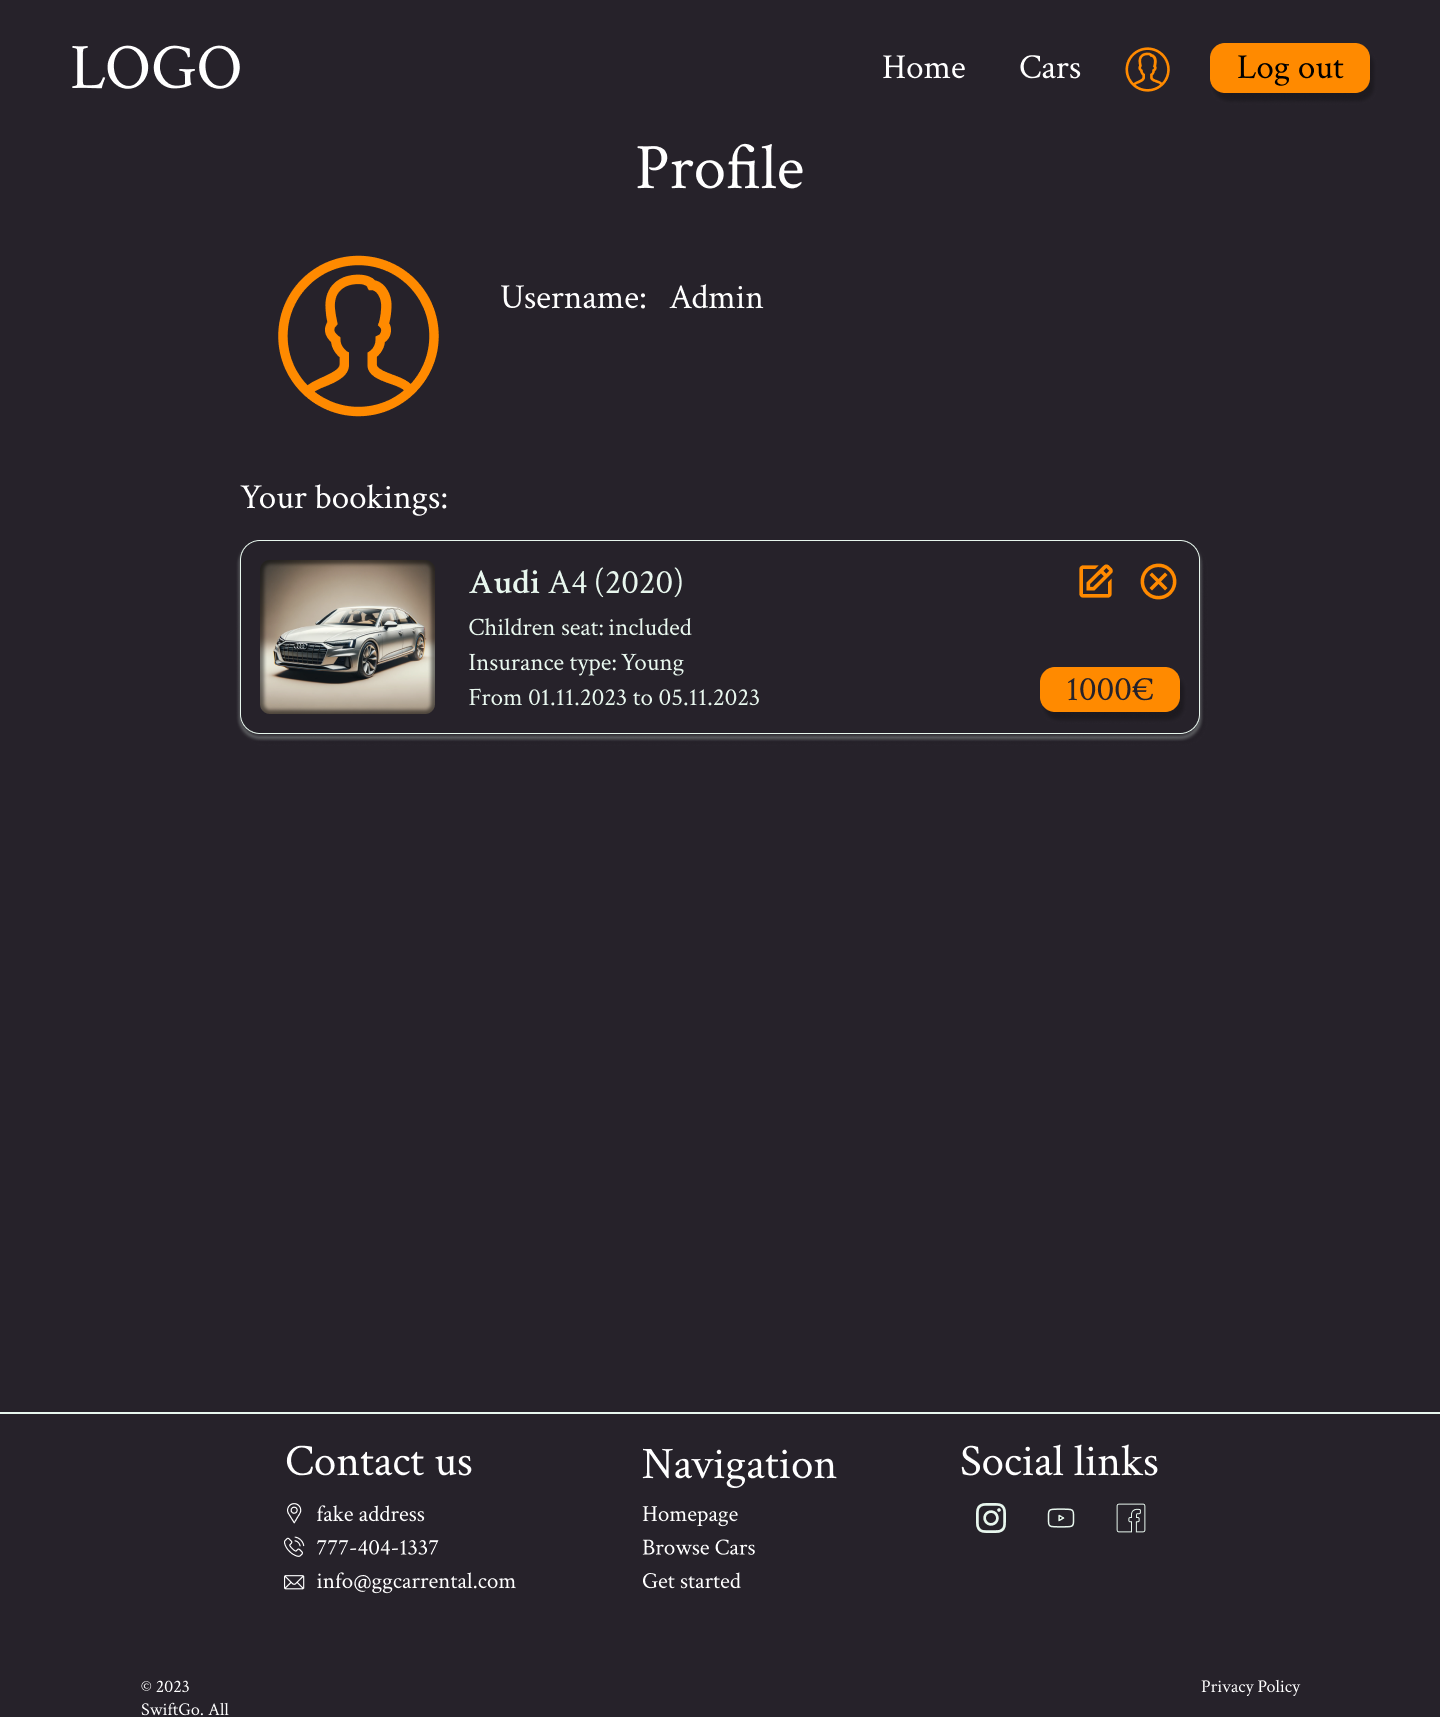 LOGO
Home
Cars
Log out
Profile
Username: Admin
Your bookings:
Audi A4 (2020)
Children seat: included
Insurance type: Young
From 01.11.2023 to 05.11.2023
1000€
Contact us
fake address
777-404-1337
info@ggcarrental.com
Navigation
Homepage
Browse Cars
Get started
Social links
© 2023
SwiftGo. All
Privacy Policy